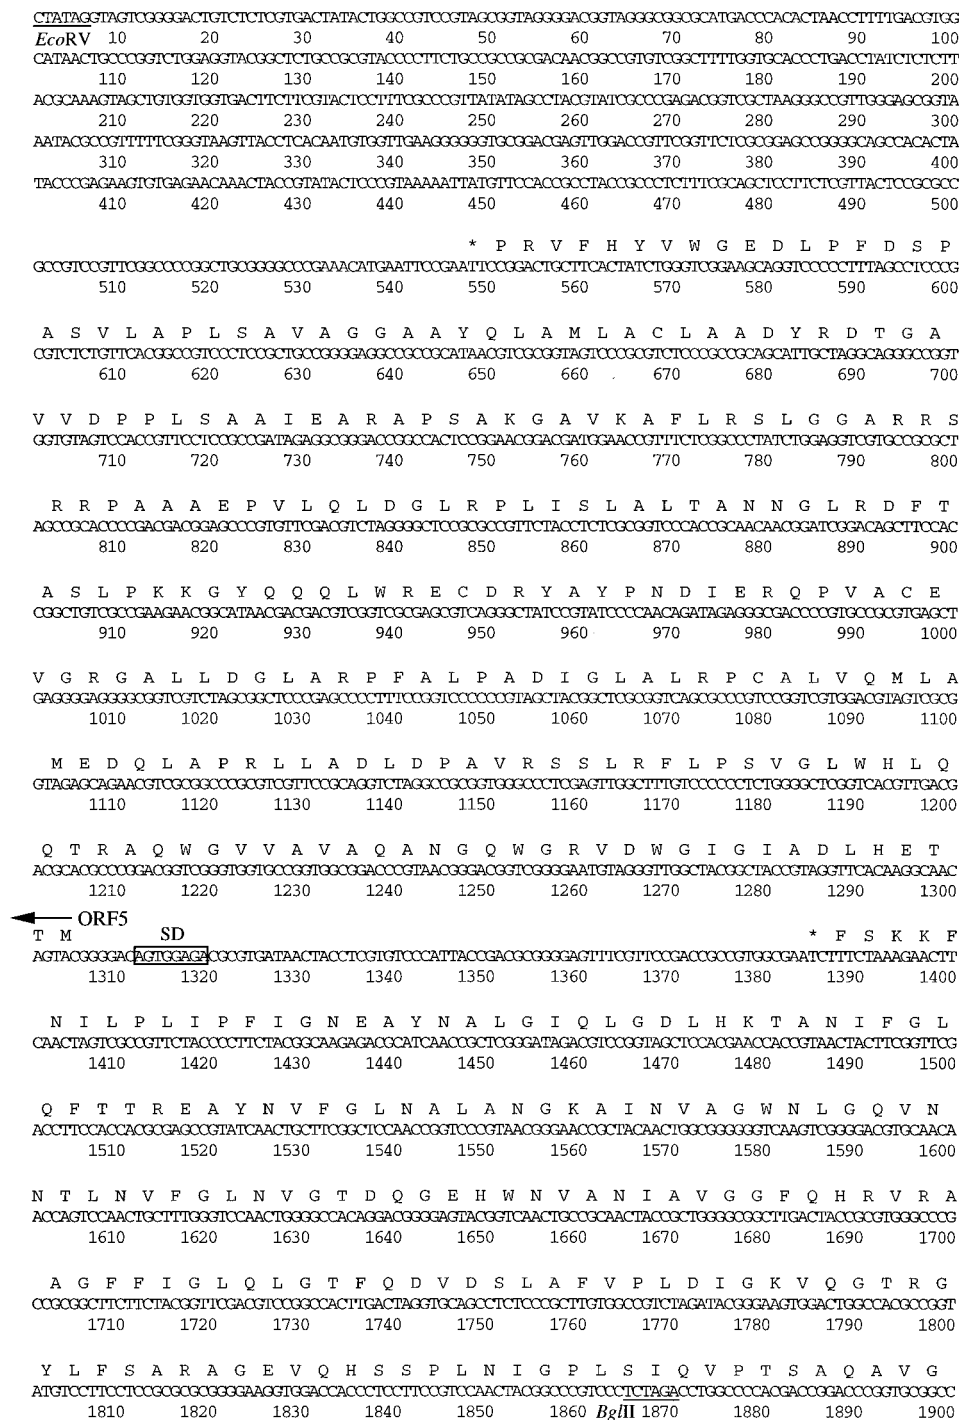 CTATAGGTAGTCGGGGACTGTCTCTCGTGACTATACTGGCCGTCCGTAGCGGTAGGGGACGGTAGGGCGGCGCATGACCCACACTAACCTTTTGACGTGG
EcoRV 10 20 30 40 50 60 70 80 90 100
CATAACTGCCCGGTCTGGAGGTACGGCTCTGCCGCGTACCCCTTCTGCCGCCGCGACAACGGCCGTGTCGGCTTTTGGTGCACCCTGACCTATCTCTCTT
110 120 130 140 150 160 170 180 190 200
ACGCAAAGTAGCTGTGGTGGTGACTTCTTCGTACTCCTTTCGCCCGTTATATAGCCTACGTATCGCCCGAGACGGTCGCTAAGGGCCGTTGGGAGCGGTA
210 220 230 240 250 260 270 280 290 300
AATACGCCGTTTTTCGGGTAAGTTACCTCACAATGTGGTTGAAGGGGGGTGCGGACGAGTTGGACCGTTCGGTTCTCGCGGAGCCGGGGCAGCCACACTA
310 320 330 340 350 360 370 380 390 400
TACCCGAGAAGTGTGAGAACAAACTACCGTATACTCCCGTAAAAATTATGTTCCACCGCCTACCGCCCTCTTTCGCAGCTCCTTCTCGTTACTCCGCGCC
410 420 430 440 450 460 470 480 490 500
* P R V F H Y V W G E D L P F D S P
GCCGTCCGTTCGGCCCCGGCTGCGGGGCCCGAAACATGAATTCCGAATTCCGGACTGCTTCACTATCTGGGTCGGAAGCAGGTCCCCCTTTAGCCTCCCG
510 520 530 540 550 560 570 580 590 600
A S V L A P L S A V A G G A A Y Q L A M L A C L A A D Y R D T G A
CGTCTCTGTTCACGGCCGTCCCTCCGCTGCCGGGGAGGCCGCCGCATAACGTCGCGGTAGTCCCGCGTCTCCCGCCGCAGCATTGCTAGGCAGGGCCGGT
610 620 630 640 650 660 670 680 690 700
V V D P P L S A A I E A R A P S A K G A V K A F L R S L G G A R R S
GGTGTAGTCCACCGTTCCTCCGCCGATAGAGGCGGGACCGGCCACTCCGGAACGGACGATGGAACCGTTTCTCGGCCCTATCTGGAGGTCGTGCCGCGCT
710 720 730 740 750 760 770 780 790 800
R R P A A A E P V L Q L D G L R P L I S L A L T A N N G L R D F T
AGCCGCACCCCGACGACGGAGCCCGTGTTCGACGTCTAGGGGCTCCGCGCCGTTCTACCTCTCGCGGTCCCACCGCAACAACGGATCGGACAGCTTCCAC
810 820 830 840 850 860 870 880 890 900
A S L P K K G Y Q Q Q L W R E C D R Y A Y P N D I E R Q P V A C E
CGGCTGTCGCCGAAGAACGGCATAACGACGACGTCGGTCGCGAGCGTCAGGGCTATCCGTATCCCCAACAGATAGAGGGCGACCCCGTGCCGCGTGAGCT
910 920 930 940 950 960 970 980 990 1000
V G R G A L L D G L A R P F A L P A D I G L A L R P C A L V Q M L A
GAGGGGAGGGGCGGTCGTCTAGCGGCTCCCGAGCCCCTTTCCGGTCCCCCCGTAGCTACGGCTCGCGGTCAGCGCCCGTCCGGTCGTGGACGTAGTCGCG
1010 1020 1030 1040 1050 1060 1070 1080 1090 1100
M E D Q L A P R L L A D L D P A V R S S L R F L P S V G L W H L Q
GTAGAGCAGAACGTCGCGGCCCGCGTCGTTCCGCAGGTCTAGGCCGCGGTGGGCCCTCGAGTTGGCTTTGTCCCCCCTCTGGGGCTCGGTCACGTTGACG
1110 1120 1130 1140 1150 1160 1170 1180 1190 1200
Q T R A Q W G V V A V A Q A N G Q W G R V D W G I G I A D L H E T
ACGCACGCCCGGACGGTCGGGTGGTGCCGGTGGCGGACCCGTAACGGGACGGTCGGGGAATGTAGGGTTGGCTACGGCTACCGTAGGTTCACAAGGCAAC
1210 1220 1230 1240 1250 1260 1270 1280 1290 1300
ORF5
T M SD * F S K K F
AGTACGGGGACAGTGGAGACGCGTGATAACTACCTCGTGTCCCATTACCGACGCGGGGAGTTTCGTTCCGACCGCCGTGGCGAATCTTTCTAAAGAACTT
1310 1320 1330 1340 1350 1360 1370 1380 1390 1400
N I L P L I P F I G N E A Y N A L G I Q L G D L H K T A N I F G L
CAACTAGTCGCCGTTCTACCCCTTCTACGGCAAGAGACGCATCAACCGCTCGGGATAGACGTCCGGTAGCTCCACGAACCACCGTAACTACTTCGGTTCG
1410 1420 1430 1440 1450 1460 1470 1480 1490 1500
Q F T T R E A Y N V F G L N A L A N G K A I N V A G W N L G Q V N
ACCTTCCACCACGCGAGCCGTATCAACTGCTTCGGCTCCAACCGGTCCCGTAACGGGAACCGCTACAACTGGCGGGGGGTCAAGTCGGGGACGTGCAACA
1510 1520 1530 1540 1550 1560 1570 1580 1590 1600
N T L N V F G L N V G T D Q G E H W N V A N I A V G G F Q H R V R A
ACCAGTCCAACTGCTTTGGGTCCAACTGGGGCCACAGGACGGGGAGTACGGTCAACTGCCGCAACTACCGCTGGGGCGGCTTGACTACCGCGTGGGCCCG
1610 1620 1630 1640 1650 1660 1670 1680 1690 1700
A G F F I G L Q L G T F Q D V D S L A F V P L D I G K V Q G T R G
CCGCGGCTTCTTCTACGGTTCGACGTCCGGCCACTTGACTAGGTGCAGCCTCTCCCGCTTGTGGCCGTCTAGATACGGGAAGTGGACTGGCCACGCCGGT
1710 1720 1730 1740 1750 1760 1770 1780 1790 1800
Y L F S A R A G E V Q H S S P L N I G P L S I Q V P T S A Q A V G
ATGTCCTTCCTCCGCGCGCGGGGAAGGTGGACCACCCTCCTTCCGTCCAACTACGGCCCGTCCCTCTAGACCTGGCCCCACGACCGGACCCGGTGCGGCC
1810 1820 1830 1840 1850 1860 BglII 1870 1880 1890 1900